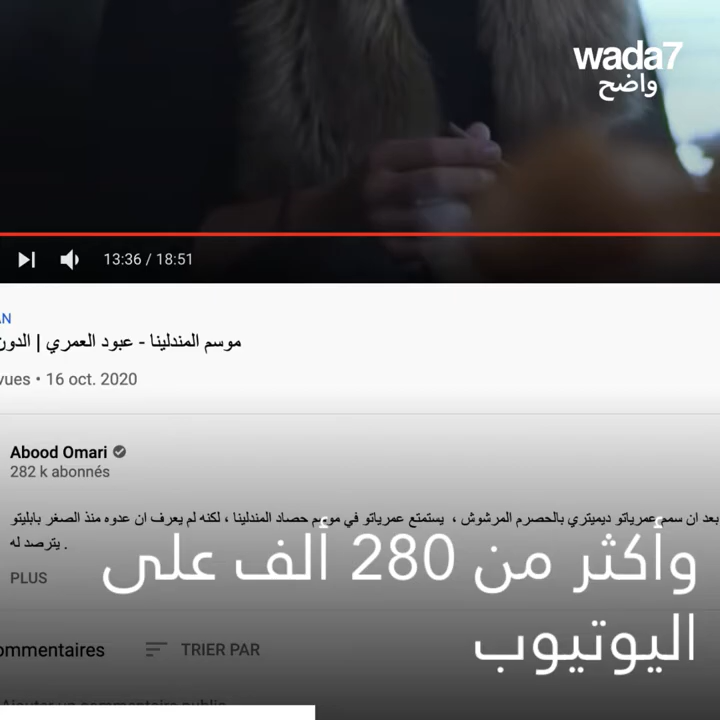 wada7
واضح
13:36 / 18:51
موسم المندلينا - عبود العمري | الدون
vues • 16 oct. 2020
Abood Omari
282 k abonnés
بعد ان سمم عمرياتو ديميتري بالحصرم المرشوش ، يستمتع عمرياتو في موسم حصاد المندلينا ، لكنه لم يعرف ان عدوه منذ الصغر بابليتو
يترصد له .
PLUS
وأكثر من 280 ألف على
اليوتيوب
ommentaires TRIER PAR